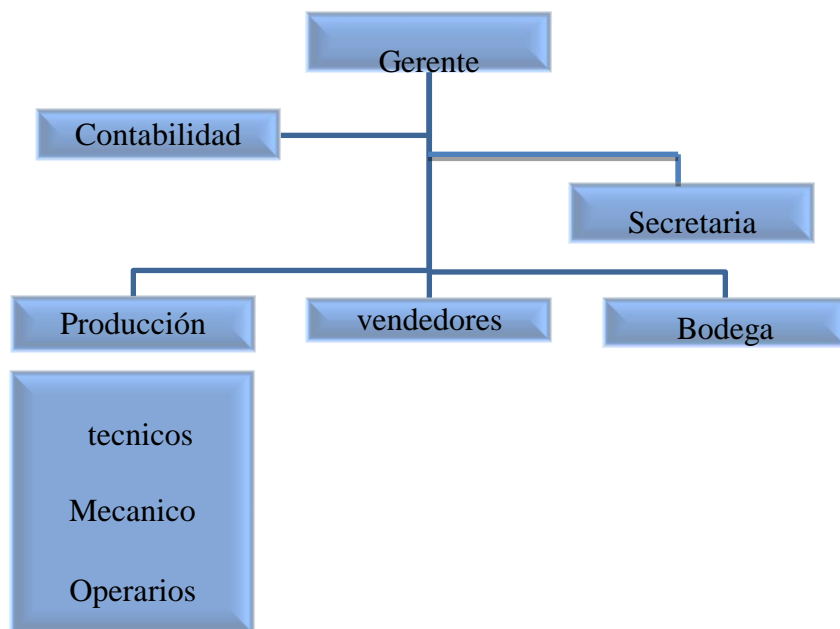 Gerente
Contabilidad
Secretaria
Producción
vendedores
Bodega
tecnicos
Mecanico
Operarios